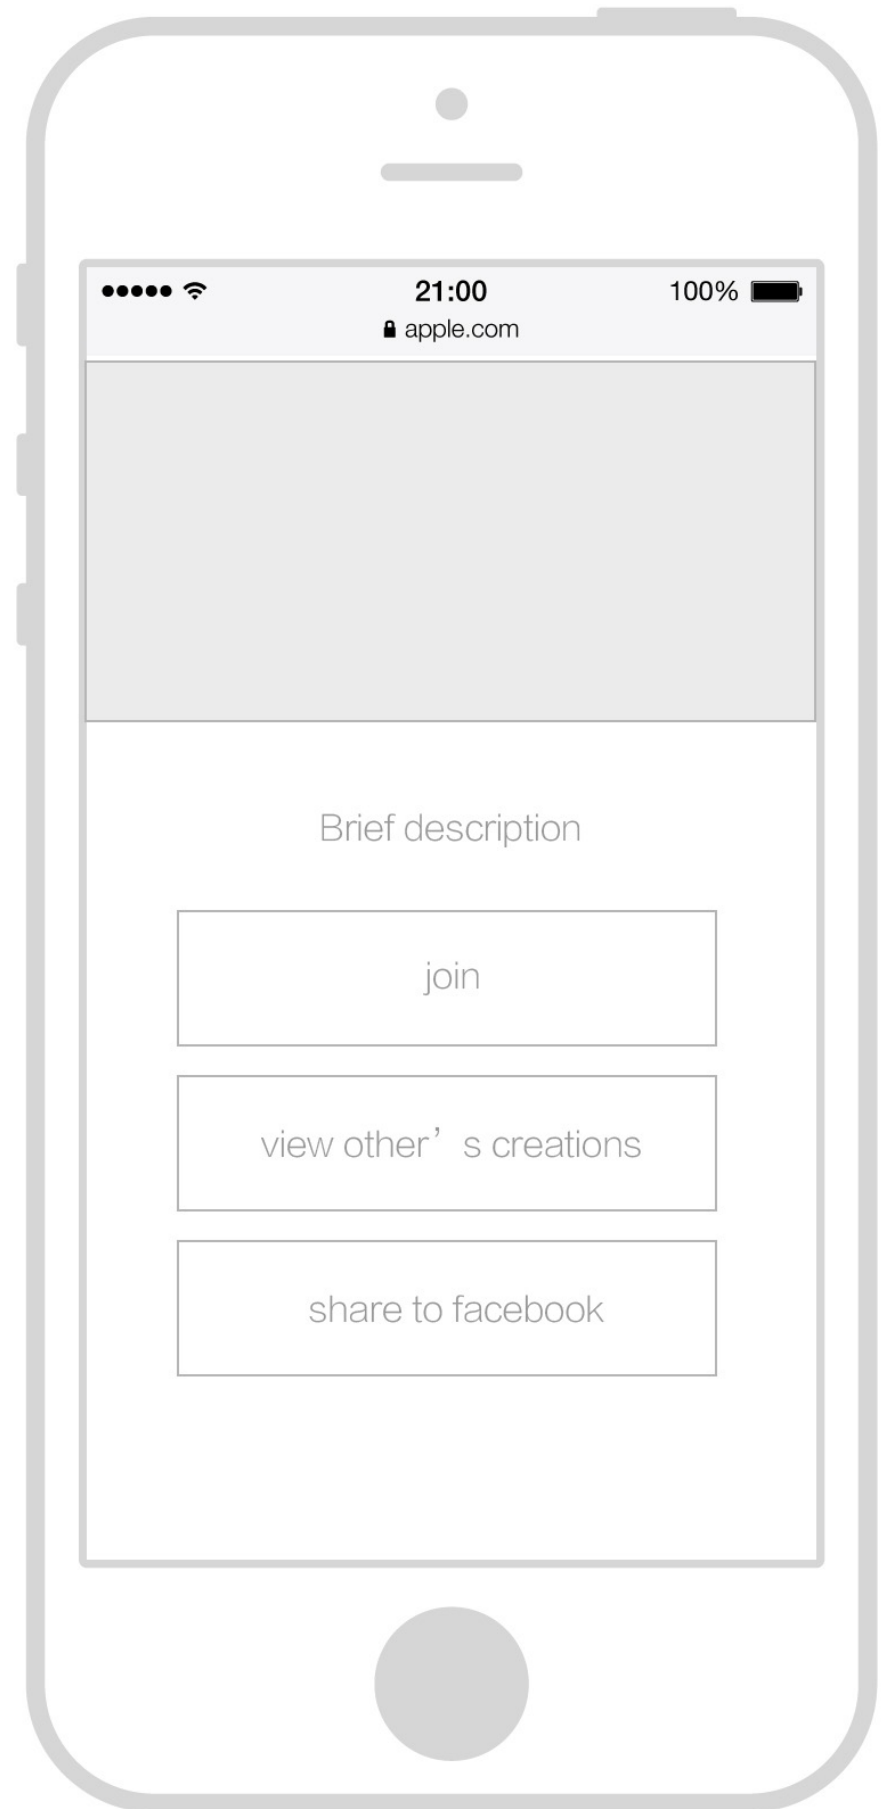 21:00
100%
apple.com
Brief description
join
view other’ s creations
share to facebook